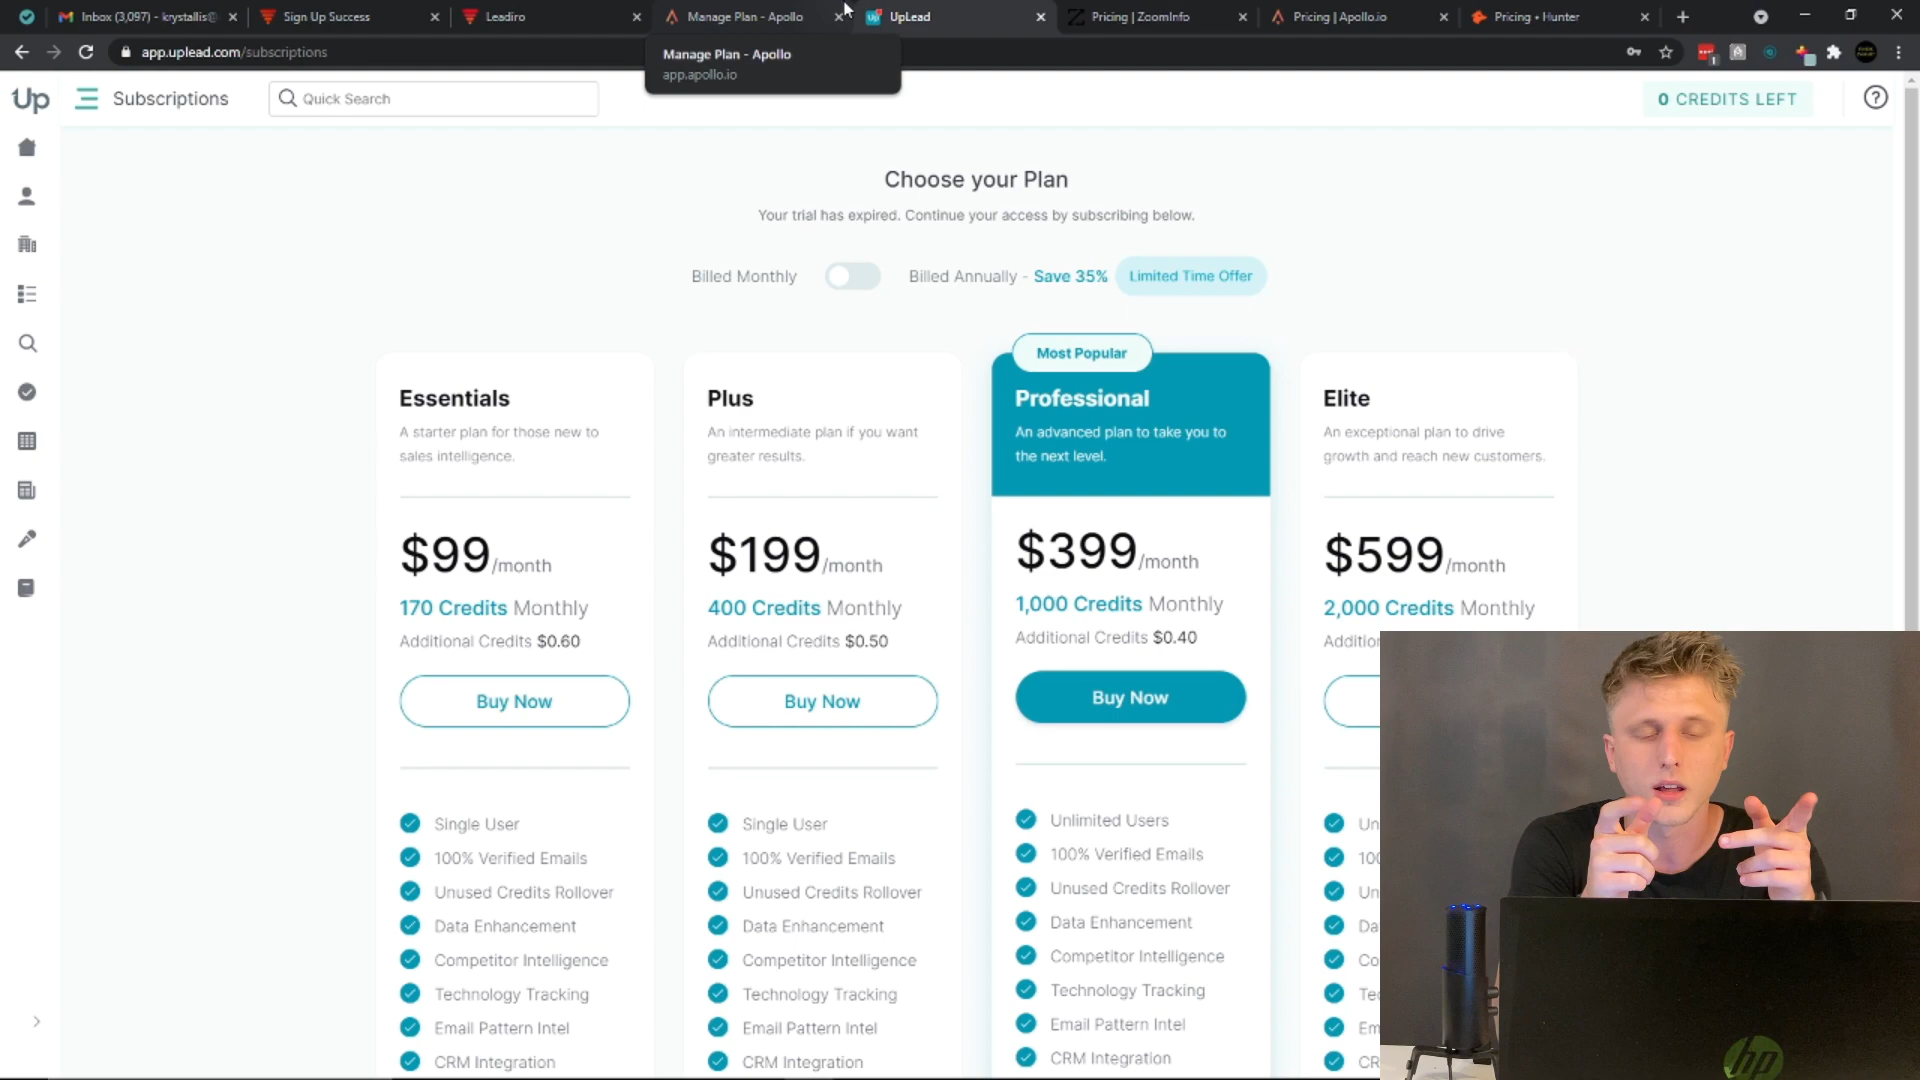 Inbox (3,097) - krystallis@
Sign Up Success
Leadiro
Manage Plan - Apollo
UpLead
Pricing | ZoomInfo
Pricing | Apollo.io
Pricing • Hunter
app.uplead.com/subscriptions
Manage Plan - Apollo
app.apollo.io
Up
Subscriptions
Quick Search
0 CREDITS LEFT
Choose your Plan
Your trial has expired. Continue your access by subscribing below.
Billed Monthly
Billed Annually - Save 35%
Limited Time Offer
Most Popular
Essentials
A starter plan for those new to
sales intelligence.
$99/month
170 Credits Monthly
Additional Credits $0.60
Buy Now
Single User
100% Verified Emails
Unused Credits Rollover
Data Enhancement
Competitor Intelligence
Technology Tracking
Email Pattern Intel
CRM Integration
Plus
An intermediate plan if you want
greater results.
$199/month
400 Credits Monthly
Additional Credits $0.50
Buy Now
Single User
100% Verified Emails
Unused Credits Rollover
Data Enhancement
Competitor Intelligence
Technology Tracking
Email Pattern Intel
CRM Integration
Professional
An advanced plan to take you to
the next level.
$399/month
1,000 Credits Monthly
Additional Credits $0.40
Buy Now
Unlimited Users
100% Verified Emails
Unused Credits Rollover
Data Enhancement
Competitor Intelligence
Technology Tracking
Email Pattern Intel
CRM Integration
Elite
An exceptional plan to drive
growth and reach new customers.
$599/month
2,000 Credits Monthly
Additio
Un
100
Un
Da
Co
Te
Em
CR
hp